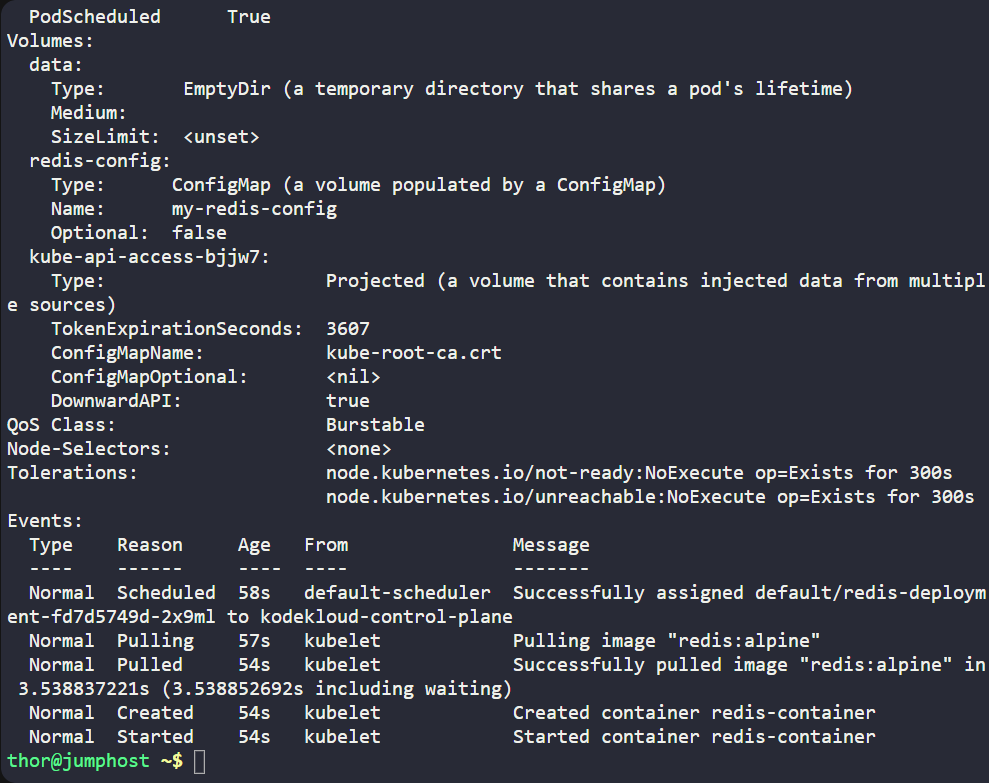 PodScheduled      True
Volumes:
  data:
    Type:       EmptyDir (a temporary directory that shares a pod's lifetime)
    Medium:
    SizeLimit:  <unset>
  redis-config:
    Type:      ConfigMap (a volume populated by a ConfigMap)
    Name:      my-redis-config
    Optional:  false
  kube-api-access-bjjw7:
    Type:                    Projected (a volume that contains injected data from multipl
e sources)
    TokenExpirationSeconds:  3607
    ConfigMapName:           kube-root-ca.crt
    ConfigMapOptional:       <nil>
    DownwardAPI:             true
QoS Class:                   Burstable
Node-Selectors:              <none>
Tolerations:                 node.kubernetes.io/not-ready:NoExecute op=Exists for 300s
                             node.kubernetes.io/unreachable:NoExecute op=Exists for 300s
Events:
  Type    Reason     Age   From               Message
  ----    ------     ----  ----               -------
  Normal  Scheduled  58s   default-scheduler  Successfully assigned default/redis-deploym
ent-fd7d5749d-2x9ml to kodekloud-control-plane
  Normal  Pulling    57s   kubelet            Pulling image "redis:alpine"
  Normal  Pulled     54s   kubelet            Successfully pulled image "redis:alpine" in
 3.538837221s (3.538852692s including waiting)
  Normal  Created    54s   kubelet            Created container redis-container
  Normal  Started    54s   kubelet            Started container redis-container
thor@jumphost ~$